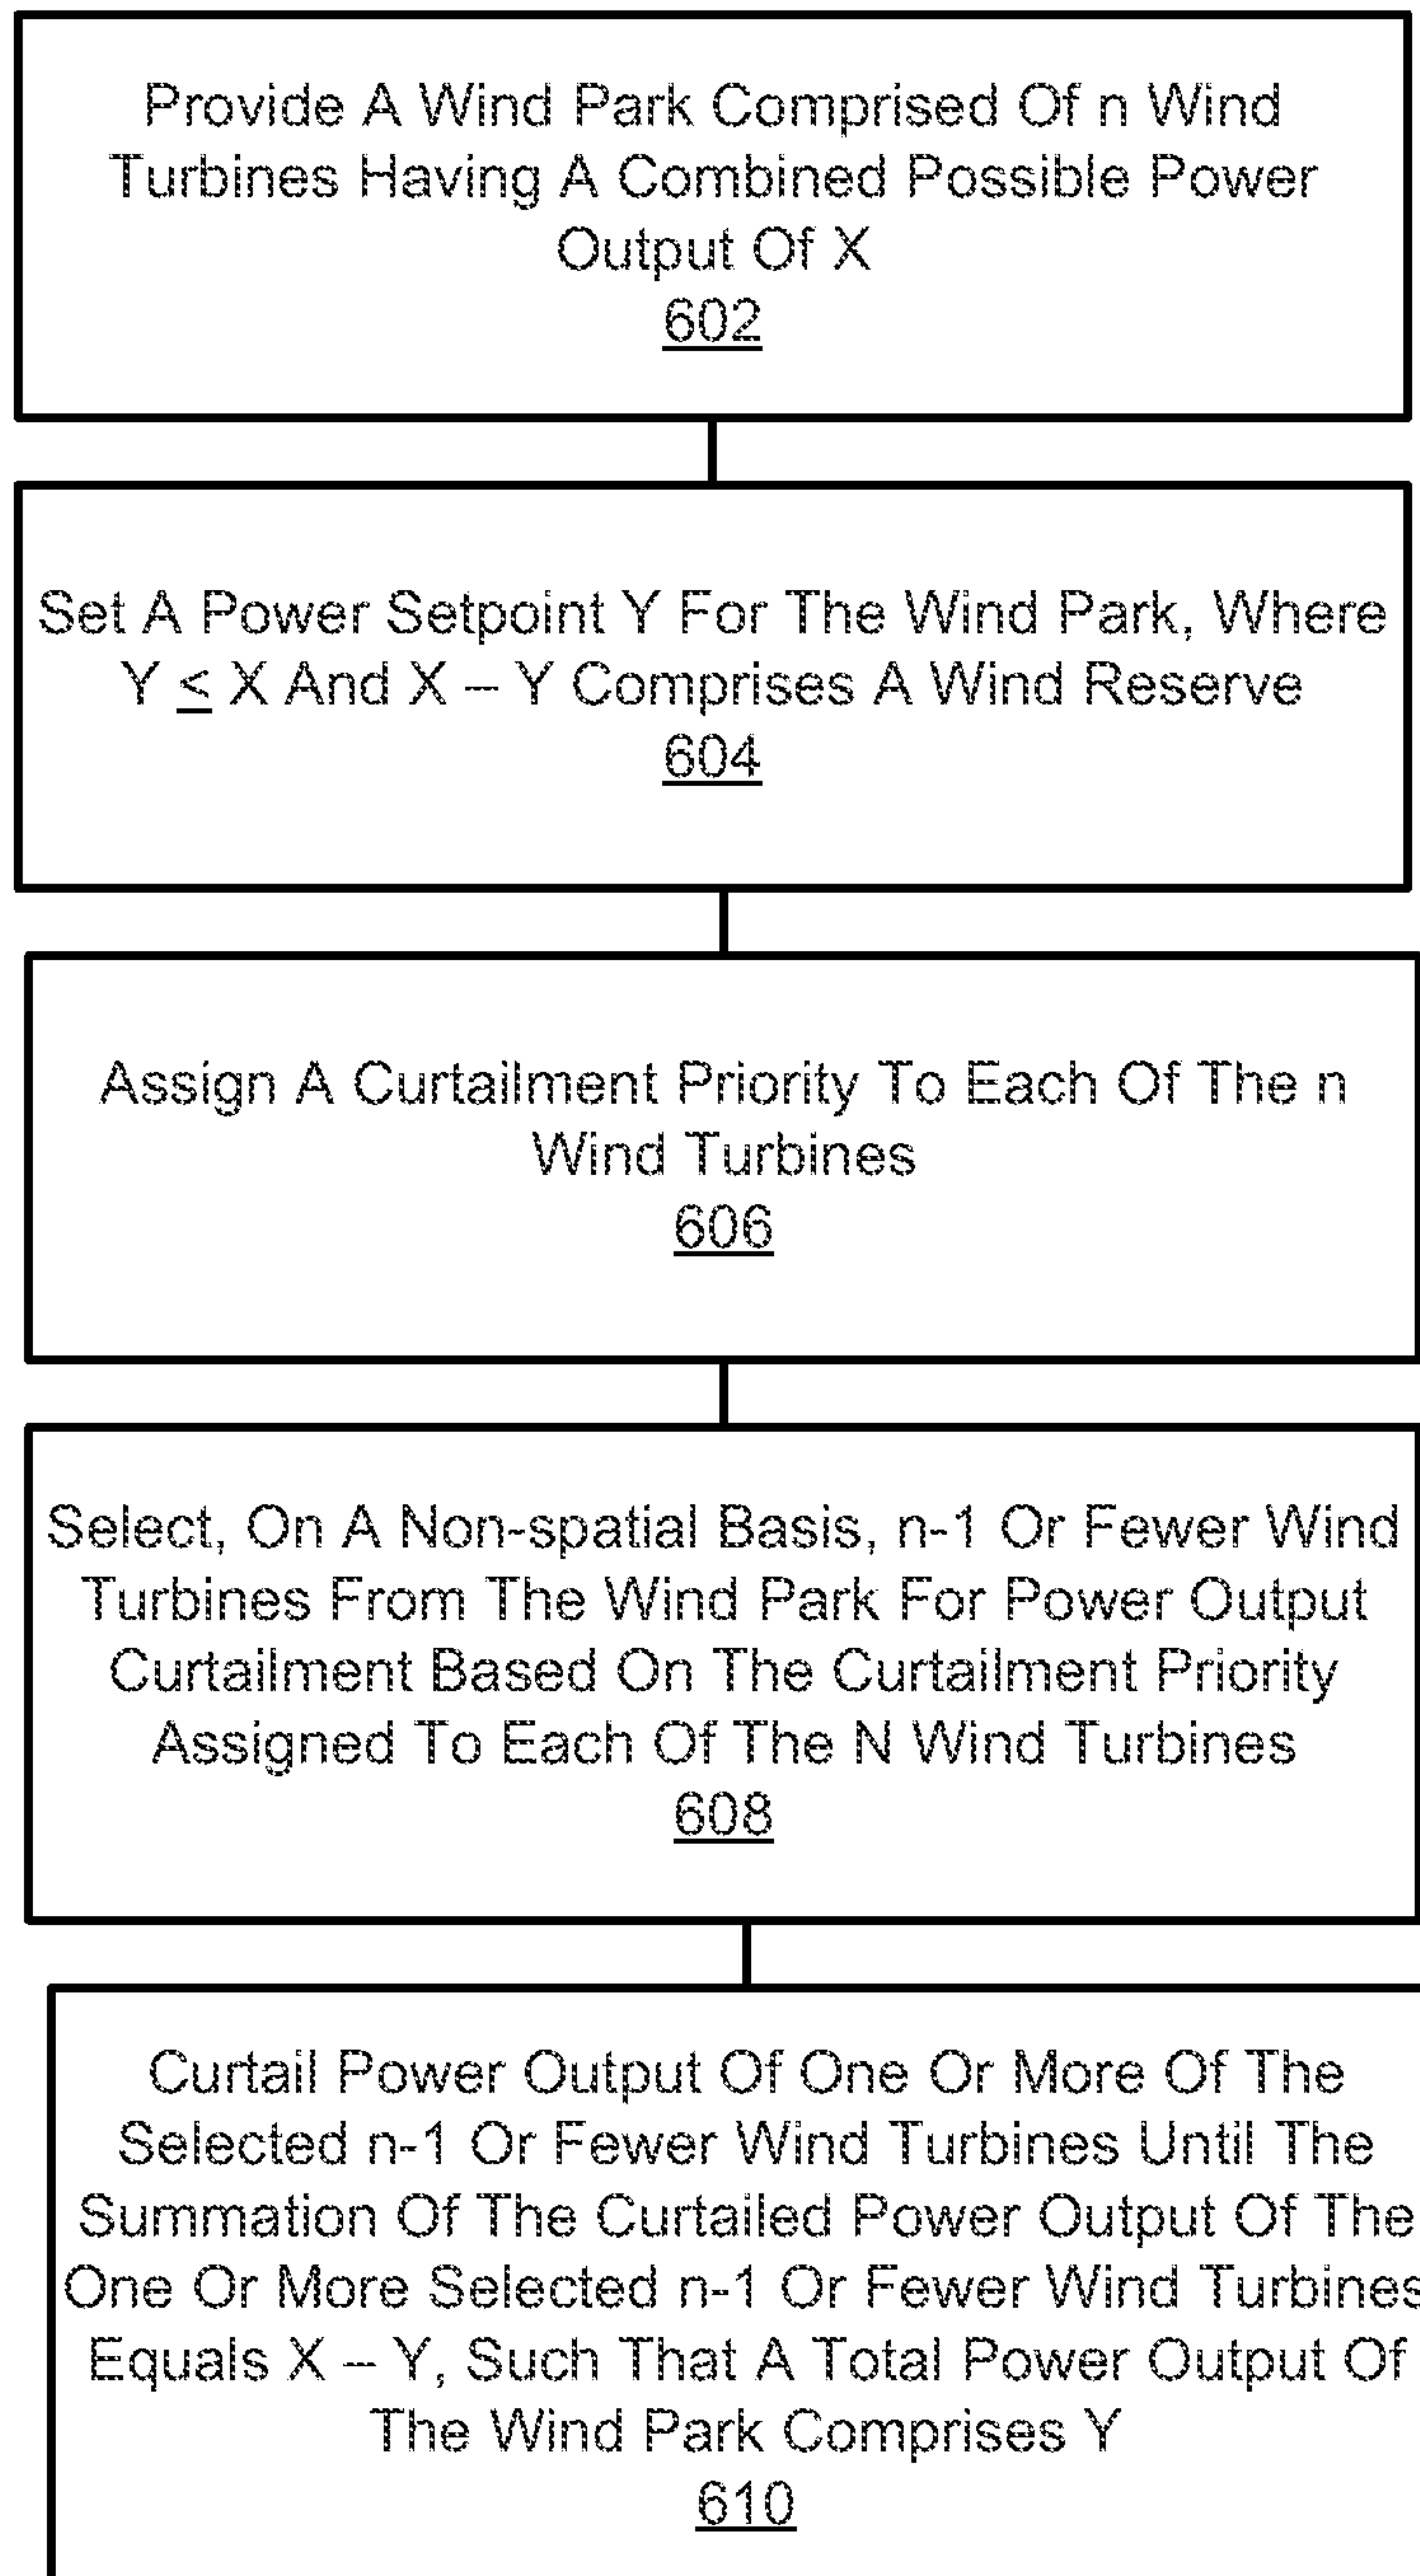 Provide A Wind Park Comprised Of n Wind
Turbines Having A Combined Possible Power
Output Of X
602
Set A Power Setpoint Y For The Wind Park, Where
Y ≤ X And X – Y Comprises A Wind Reserve
604
Assign A Curtailment Priority To Each Of The n
Wind Turbines
606
Select, On A Non-spatial Basis, n-1 Or Fewer Wind
Turbines From The Wind Park For Power Output
Curtailment Based On The Curtailment Priority
Assigned To Each Of The N Wind Turbines
608
Curtail Power Output Of One Or More Of The
Selected n-1 Or Fewer Wind Turbines Until The
Summation Of The Curtailed Power Output Of The
One Or More Selected n-1 Or Fewer Wind Turbines
Equals X – Y, Such That A Total Power Output Of
The Wind Park Comprises Y
610